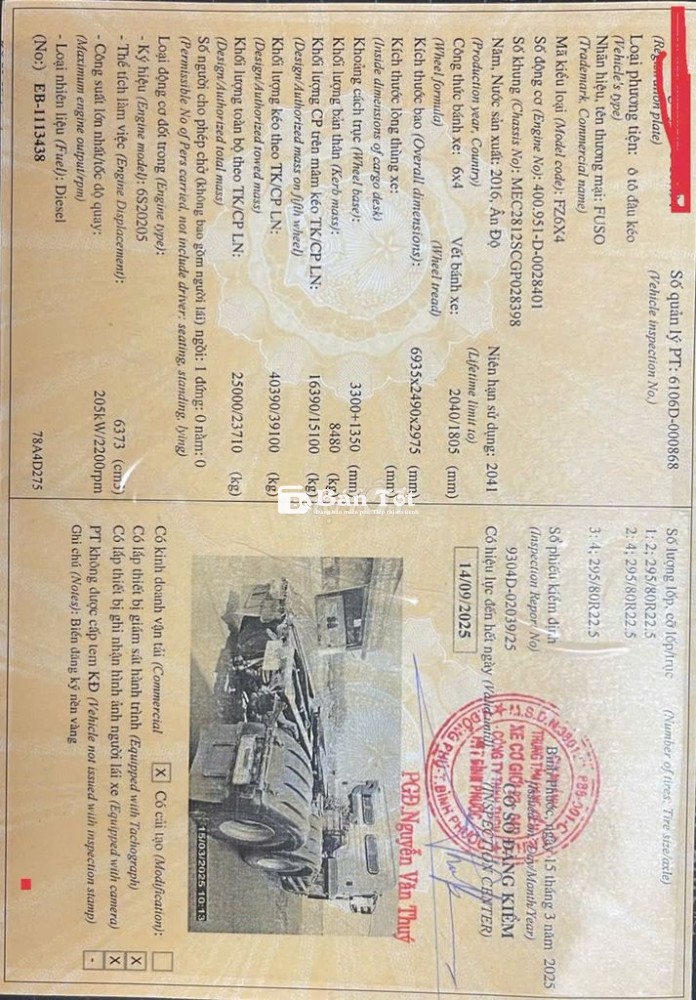 (Registration plate)
Số quản lý PT: 6106D-000868
(Vehicle inspection No.)
Loại phương tiện: ô tô đầu kéo
(Vehicle's type)
Nhãn hiệu, tên thương mại: FUSO
(Trademark, Commercial name)
Mã kiểu loại (Model code): FZ6X4
Số động cơ (Engine No): 400.951-D-0028401
Số khung (Chassis No): MEC2812SCGP028398
Năm, Nước sản xuất: 2016, Ấn Độ
(Production year, Country)
Niên hạn sử dụng: 2041
(Lifetime limit to)
Công thức bánh xe: 6x4
(Wheel formula)
Vết bánh xe: 2040/1805 (mm)
(Wheel tread)
Kích thước bao (Overall dimensions): 6935x2490x2975 (mm)
Kích thước lòng thùng xe: (mm)
(Inside dimensions of cargo desk)
Khoảng cách trục (Wheel base): 3300+1350 (mm)
Khối lượng bản thân (Kerb mass): 8480 (kg)
Khối lượng CP trên mâm kéo TK/CP LN: 16390/15100 (kg)
(Design/Authorized mass on fifth wheel)
Khối lượng kéo theo TK/CP LN: 40390/39100 (kg)
(Design/Authorized towed mass)
Khối lượng toàn bộ theo TK/CP LN: 25000/23710 (kg)
(Design/Authorized total mass)
Số người cho phép chở (không bao gồm người lái) ngồi: 1 đứng: 0 nằm: 0
(Permissible No of Pers carried, not include driver: seating, standing, lying)
Loại động cơ đốt trong (Engine type):
- Ký hiệu (Engine model): 6S20205
- Thể tích làm việc (Engine Displacement): 6373 (cm³)
- Công suất lớn nhất/tốc độ quay: 205kW/2200rpm
(Maximum engine output/rpm)
- Loại nhiên liệu (Fuel): Diesel
(No:) EB-1113438
78A4D275
Số lượng lốp, cỡ lốp/trục (Number of tires: Tire size/axle)
1: 2; 295/80R22.5
2: 4; 295/80R22.5
3: 4; 295/80R22.5
Số phiếu kiểm định
(Inspection Repor No)
9304D-02039/25
Bình Phước, ngày 15 tháng 3 năm 2025
(Issued on: Day/Month/Year)
CƠ SỞ ĐĂNG KIỂM
(INSPECTION CENTER)
Có hiệu lực đến hết ngày (Valid until)
14/09/2025
PGĐ.Nguyễn Văn Thuý
15/03/2025 10:13
Có kinh doanh vận tải (Commercial X Có cải tạo (Modification):
Có lắp thiết bị giám sát hành trình (Equipped with Tachograph) X
Có lắp thiết bị ghi nhận hình ảnh người lái xe (Equipped with camera) X
PT không được cấp tem KĐ (Vehicle not issued with inspection stamp) -
Ghi chú (Notes): Biển đăng ký nền vàng
Bán Tốt